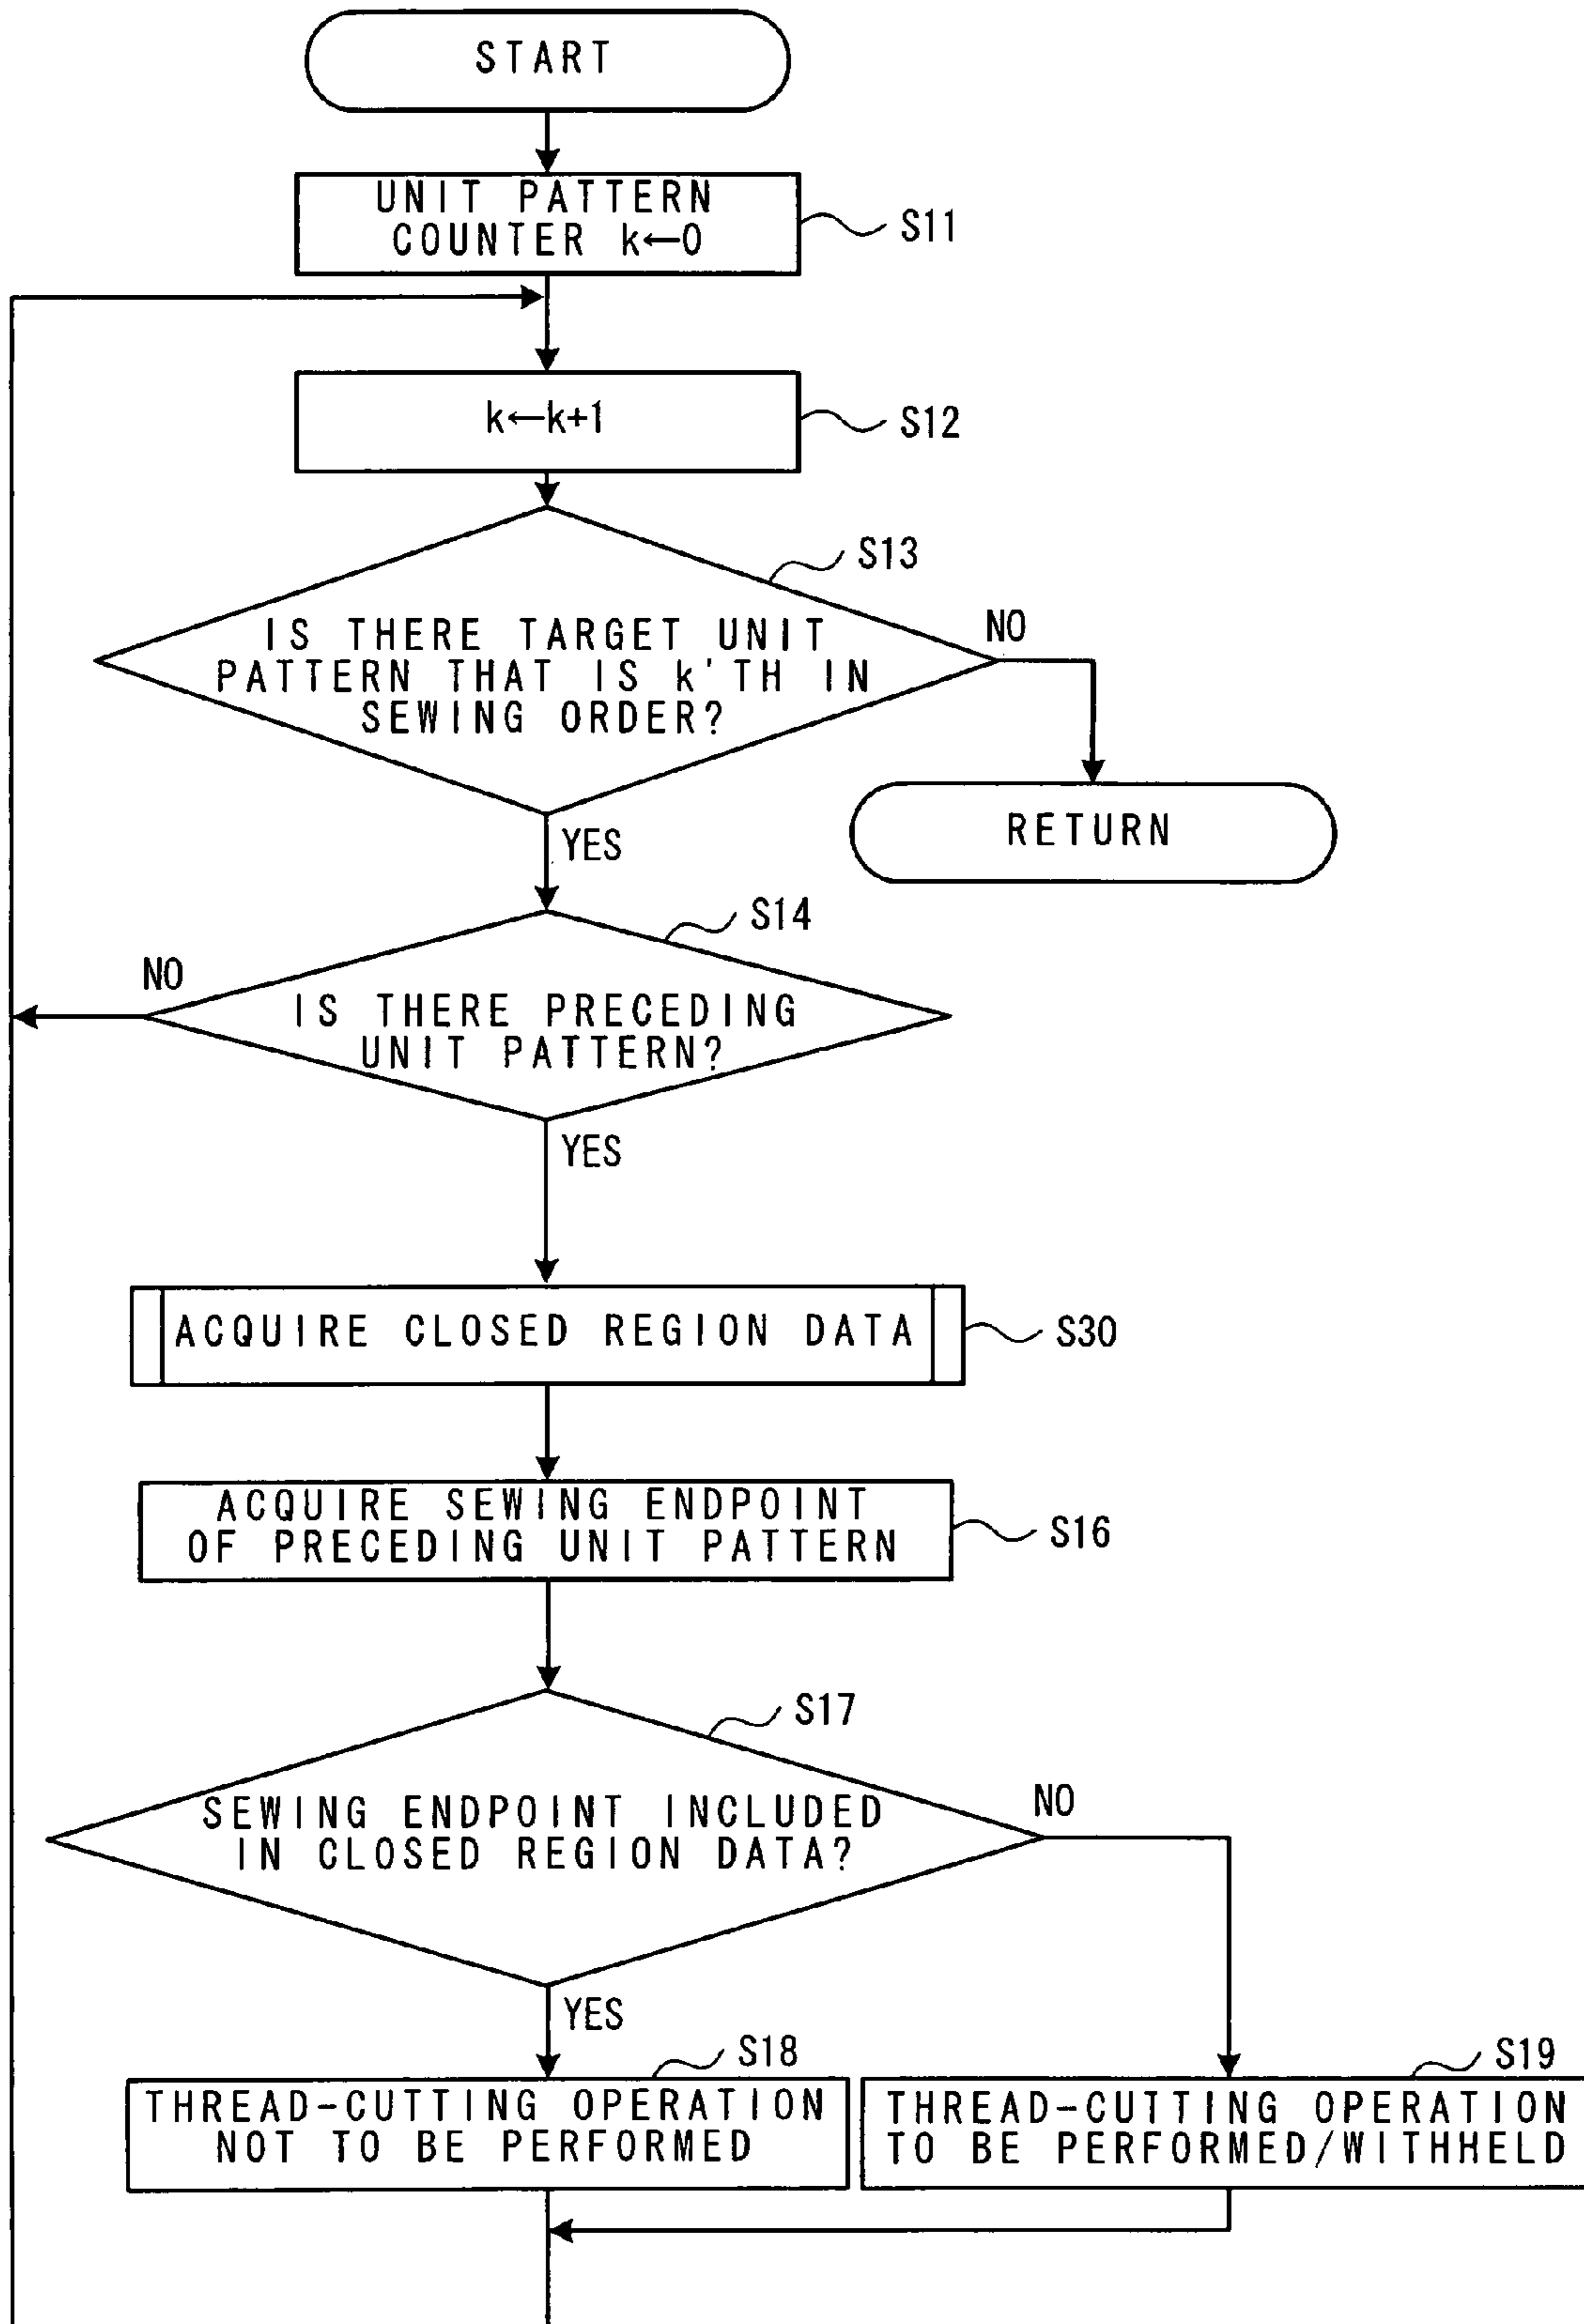 START
UNIT PATTERN
COUNTER k←0
S11
k←k+1
S12
S13
IS THERE TARGET UNIT
PATTERN THAT IS k'TH IN
SEWING ORDER?
NO
YES
RETURN
S14
NO
IS THERE PRECEDING
UNIT PATTERN?
YES
ACQUIRE CLOSED REGION DATA
S30
ACQUIRE SEWING ENDPOINT
OF PRECEDING UNIT PATTERN
S16
S17
SEWING ENDPOINT INCLUDED
IN CLOSED REGION DATA?
NO
YES
S18
THREAD-CUTTING OPERATION
NOT TO BE PERFORMED
S19
THREAD-CUTTING OPERATION
TO BE PERFORMED/WITHHELD